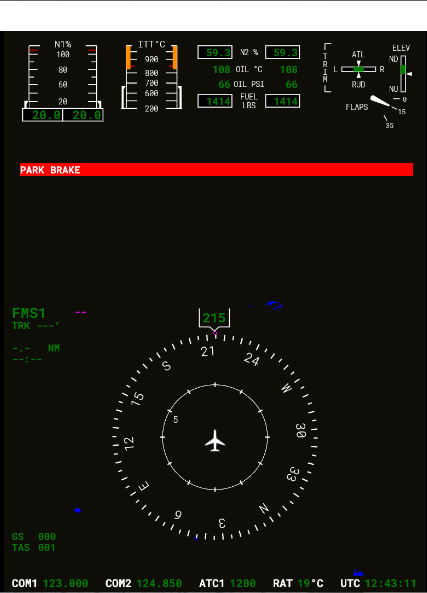 N1% ITT°C 59.3 N2 % 59.3 ATL ELEV
100 900 ND
80 800 108 OIL °C 108 TRIM L R
60 700 66 OIL PSI 66 RUD
600 NU
20 200 1414 FUEL LBS 1414 FLAPS 0
20.0 20.0 15
35
PARK BRAKE
FMS1 --
TRK ---°
-.- NM
--:--
215
21
S 24
15 W
5
12 30
E 33
6 N
3
GS 000
TAS 001
COM1 123.000 COM2 124.850 ATC1 1200 RAT 19°C UTC 12:43:11